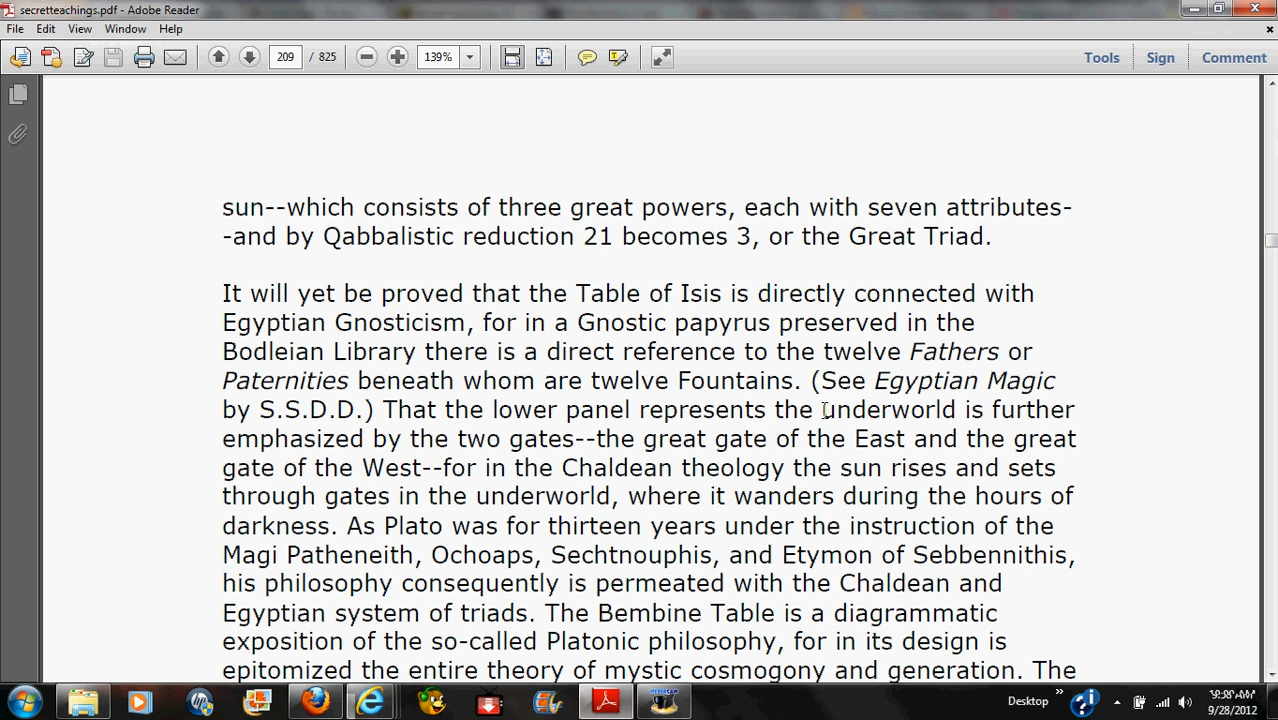 secretteachings.pdf - Adobe Reader
File Edit View Window Help
209 / 825 139% Tools Sign Comment
sun--which consists of three great powers, each with seven attributes-
-and by Qabbalistic reduction 21 becomes 3, or the Great Triad.
It will yet be proved that the Table of Isis is directly connected with
Egyptian Gnosticism, for in a Gnostic papyrus preserved in the
Bodleian Library there is a direct reference to the twelve Fathers or
Paternities beneath whom are twelve Fountains. (See Egyptian Magic
by S.S.D.D.) That the lower panel represents the underworld is further
emphasized by the two gates--the great gate of the East and the great
gate of the West--for in the Chaldean theology the sun rises and sets
through gates in the underworld, where it wanders during the hours of
darkness. As Plato was for thirteen years under the instruction of the
Magi Patheneith, Ochoaps, Sechtnouphis, and Etymon of Sebbennithis,
his philosophy consequently is permeated with the Chaldean and
Egyptian system of triads. The Bembine Table is a diagrammatic
exposition of the so-called Platonic philosophy, for in its design is
epitomized the entire theory of mystic cosmogony and generation. The
Desktop
9/28/2012